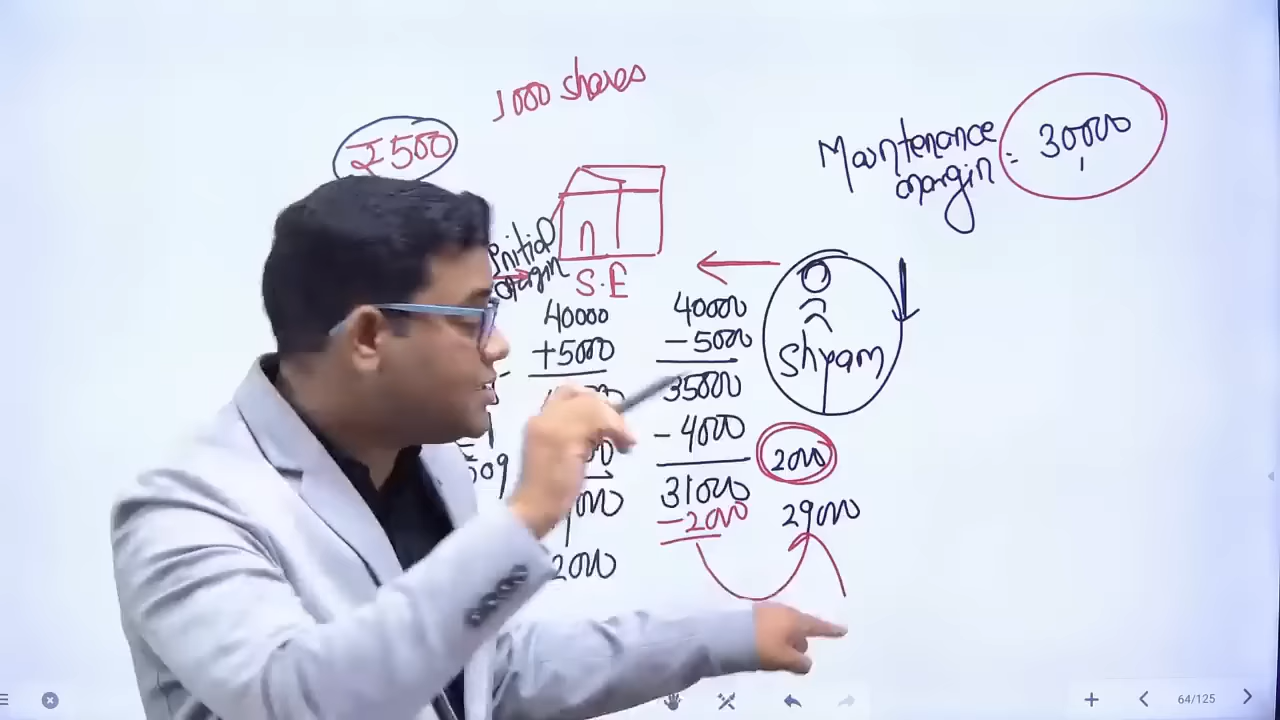 1000 shares
₹500
Maintenance
margin = 30000
Initial
margin
S.E
40000
+5000
40000
-5000
35000
-4000
31000
-2000
Shyam
2000
29000
2000
64/125